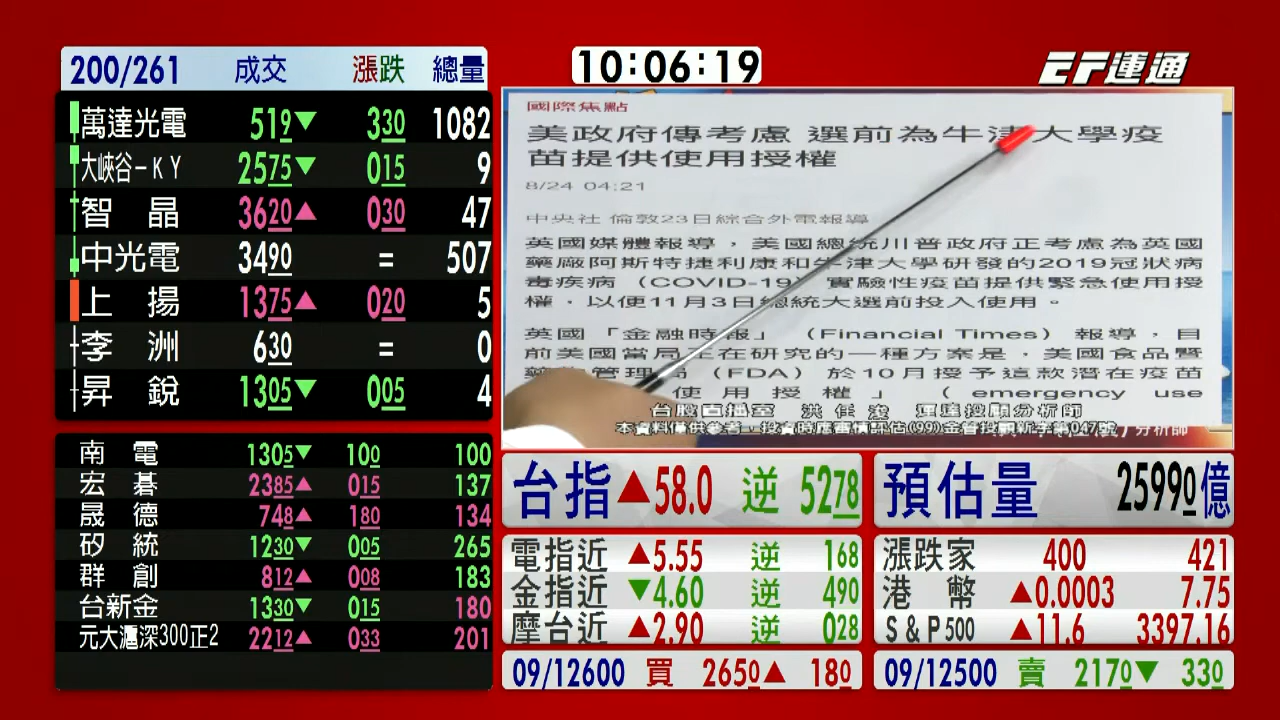 200/261 成交 漲跌 總量
萬達光電 519▼ 330 1082
大峽谷-KY 2575▼ 015 9
智晶 3620▲ 030 47
中光電 3490 = 507
上揚 1375▲ 020 5
李洲 630 = 0
昇銳 1305▼ 005 4
南電 1305▼ 100 100
宏碁 2385▲ 015 137
晟德 748▲ 180 134
矽統 1230▼ 005 265
群創 812▲ 008 183
台新金 1330▼ 015 180
元大滬深300正2 2212▲ 033 201
10:06:19
EF運通
國際焦點
美政府傳考慮 選前為牛津大學疫
苗提供使用授權
8/24 04:21
中央社 倫敦23日綜合外電報導
英國媒體報導,美國總統川普政府正考慮為英國
藥廠阿斯特捷利康和牛津大學研發的2019冠狀病
毒疾病(COVID-19)實驗性疫苗提供緊急使用授
權,以便11月3日總統大選前投入使用。
英國「金融時報」(Financial Times)報導,目
前美國當局正在研究的一種方案是,美國食品暨
管理 (FDA)於10月授予這款潛在疫苗
使用授權」(emergency use
台股直播室 洪任 運達投顧分析師
本資料僅供參考,投資時應審慎評估(99)金管投顧新字第047號
分析師
台指▲58.0 逆 5278
電指近 ▲5.55 逆 168
金指近 ▼4.60 逆 490
摩台近 ▲2.90 逆 028
09/12600 買 2650▲ 180
預估量 25990億
漲跌家 400 421
港幣 ▲0.0003 7.75
S&P500 ▲11.6 3397.16
09/12500 賣 2170▼ 330